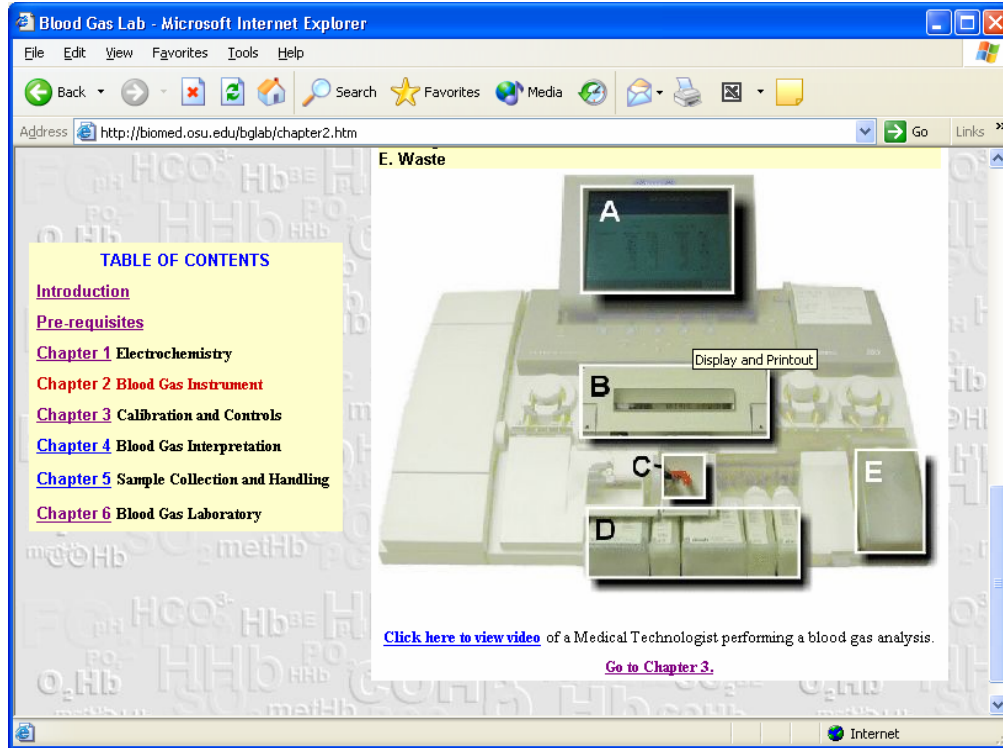 Blood Gas Lab - Microsoft Internet Explorer
File Edit View Favorites Tools Help
Back Search Favorites Media
Address http://biomed.osu.edu/bglab/chapter2.htm Go Links »
E. Waste
TABLE OF CONTENTS
Introduction
Pre-requisites
Chapter 1 Electrochemistry
Chapter 2 Blood Gas Instrument
Chapter 3 Calibration and Controls
Chapter 4 Blood Gas Interpretation
Chapter 5 Sample Collection and Handling
Chapter 6 Blood Gas Laboratory
A
Display and Printout
B
C
E
D
Click here to view video of a Medical Technologist performing a blood gas analysis.
Go to Chapter 3.
Internet